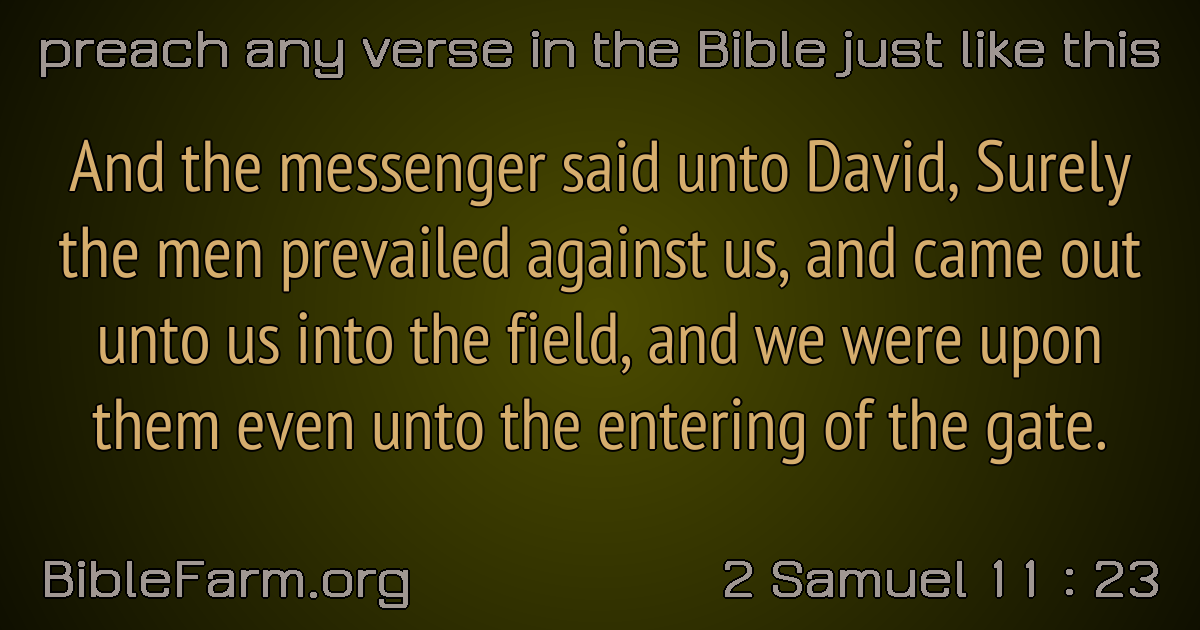 preach any verse in the Bible just like this
And the messenger said unto David, Surely
the men prevailed against us, and came out
unto us into the field, and we were upon
them even unto the entering of the gate.
BibleFarm.org
2 Samuel 11 : 23